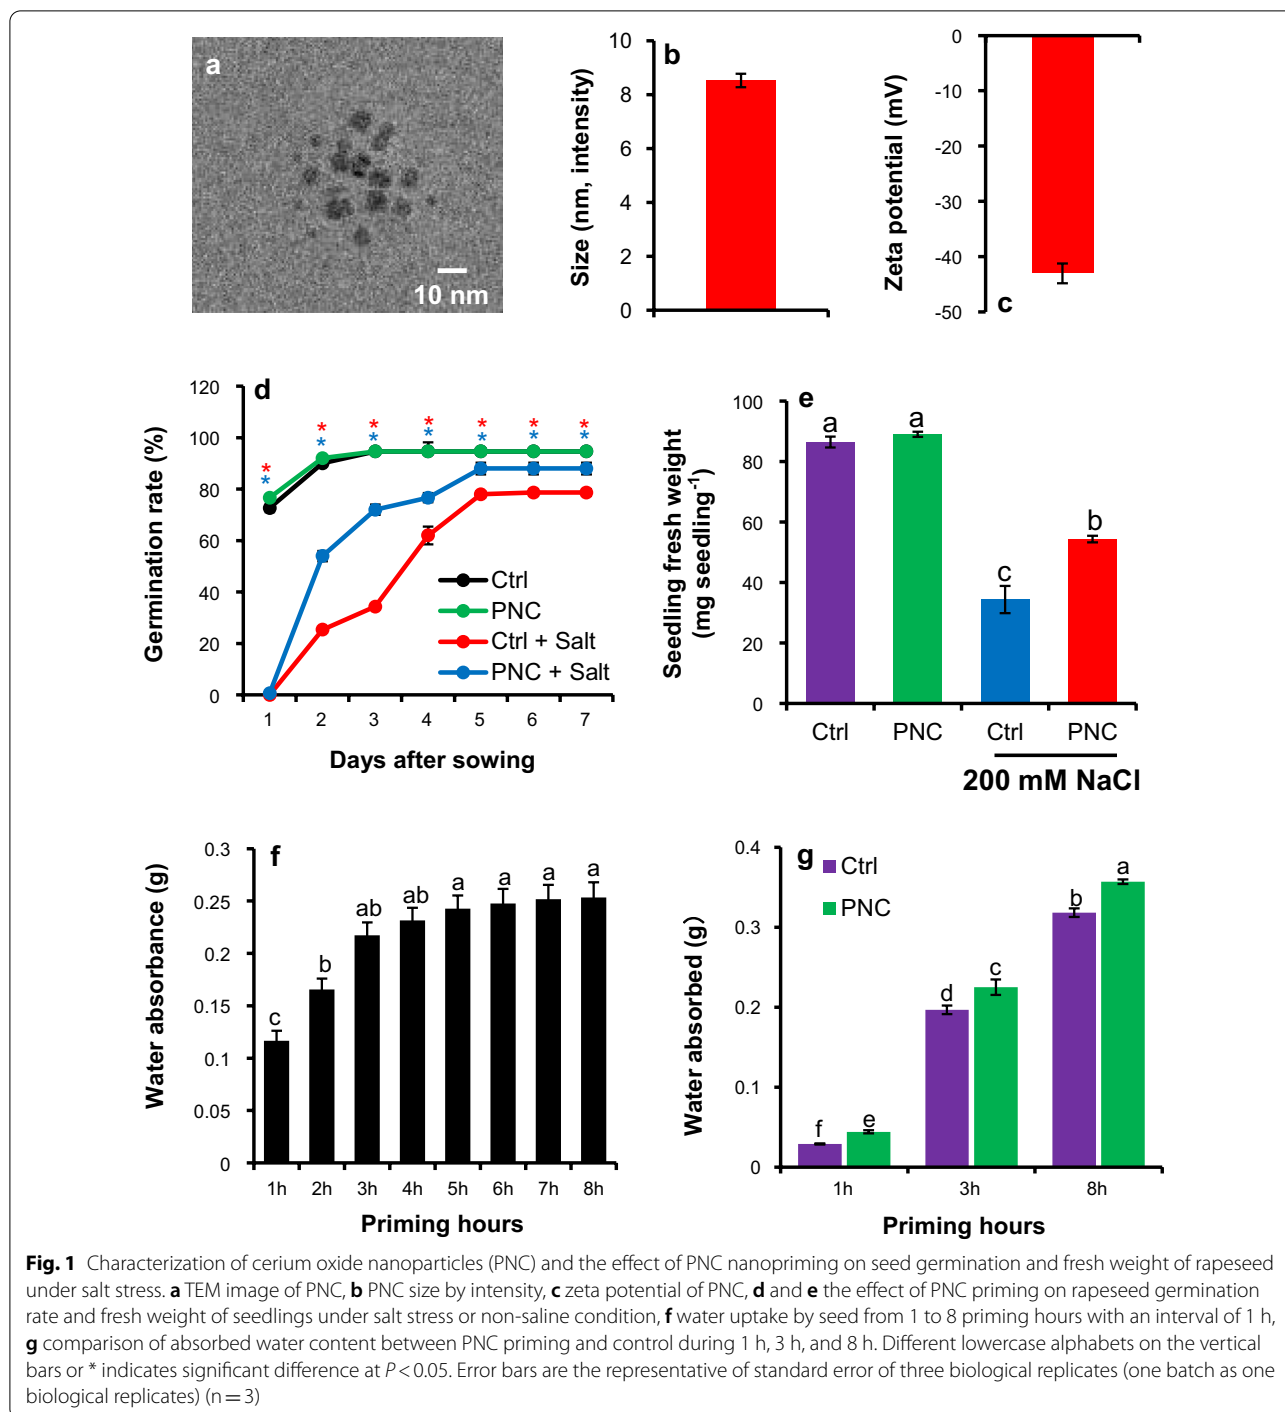 a
10 nm
b
Size (nm, intensity)
10
8
6
4
2
0
c
Zeta potential (mV)
0
-10
-20
-30
-40
-50
d
Germination rate (%)
120
100
80
60
40
20
0
* * * * * * *
* * * * * * *
Ctrl
PNC
Ctrl + Salt
PNC + Salt
1 2 3 4 5 6 7
Days after sowing
e
Seedling fresh weight
(mg seedling⁻¹)
100
80
60
40
20
0
a a c b
Ctrl PNC Ctrl PNC
200 mM NaCl
f
Water absorbance (g)
0.3
0.25
0.2
0.15
0.1
0.05
0
c b ab ab a a a a
1h 2h 3h 4h 5h 6h 7h 8h
Priming hours
g
Water absorbed (g)
0.4
0.3
0.2
0.1
0
Ctrl
PNC
f e d c b a
1h 3h 8h
Priming hours
Fig. 1 Characterization of cerium oxide nanoparticles (PNC) and the effect of PNC nanopriming on seed germination and fresh weight of rapeseed
under salt stress. a TEM image of PNC, b PNC size by intensity, c zeta potential of PNC, d and e the effect of PNC priming on rapeseed germination
rate and fresh weight of seedlings under salt stress or non-saline condition, f water uptake by seed from 1 to 8 priming hours with an interval of 1 h,
g comparison of absorbed water content between PNC priming and control during 1 h, 3 h, and 8 h. Different lowercase alphabets on the vertical
bars or * indicates significant difference at P < 0.05. Error bars are the representative of standard error of three biological replicates (one batch as one
biological replicates) (n = 3)